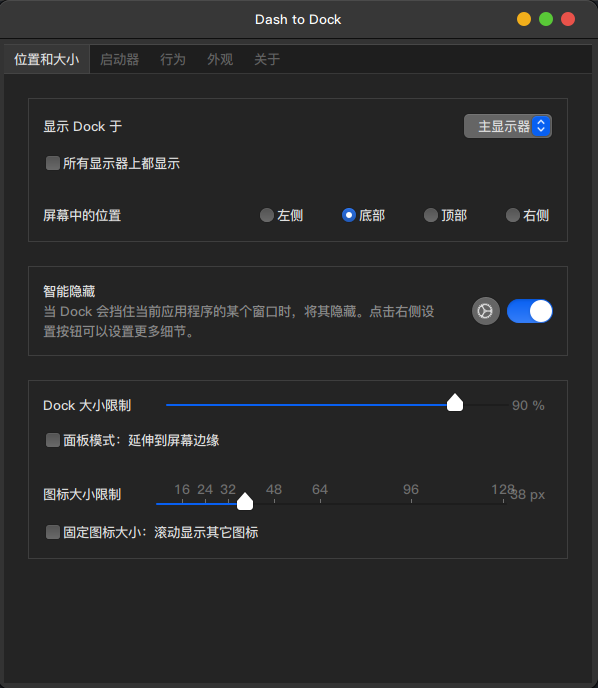 Dash to Dock
位置和大小 启动器 行为 外观 关于
显示 Dock 于 主显示器
所有显示器上都显示
屏幕中的位置 左侧 底部 顶部 右侧
智能隐藏
当 Dock 会挡住当前应用程序的某个窗口时，将其隐藏。点击右侧设
置按钮可以设置更多细节。
Dock 大小限制 90 %
面板模式：延伸到屏幕边缘
16 24 32 48 64 96 128
图标大小限制 38 px
固定图标大小：滚动显示其它图标